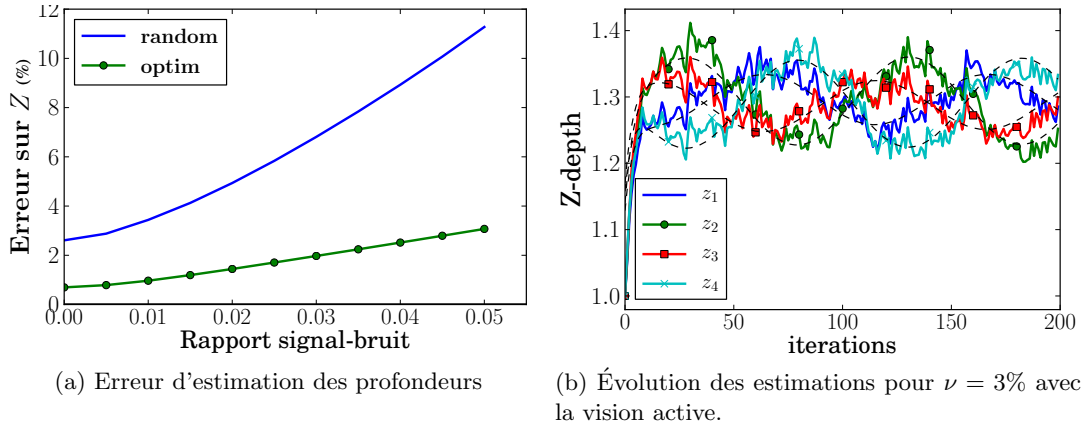 12
10
8
6
4
2
0
Erreur sur Z (%)
random
optim
0.00 0.01 0.02 0.03 0.04 0.05
Rapport signal-bruit
(a) Erreur d'estimation des profondeurs
1.4
1.3
1.2
1.1
1.0
Z-depth
z₁
z₂
z₃
z₄
0 50 100 150 200
iterations
(b) Évolution des estimations pour ν = 3% avec
la vision active.